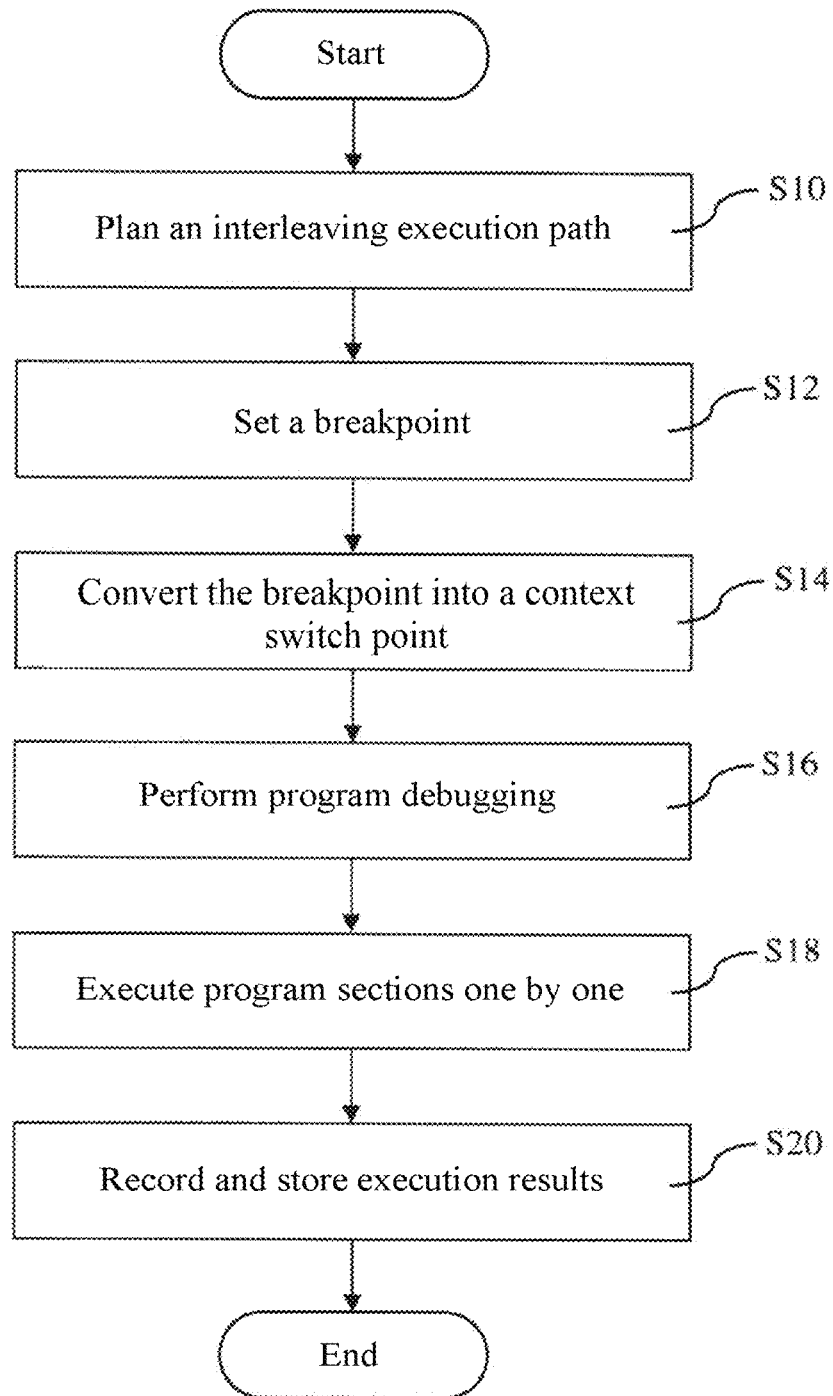 Start
Plan an interleaving execution path
S10
Set a breakpoint
S12
Convert the breakpoint into a context
switch point
S14
Perform program debugging
S16
Execute program sections one by one
S18
Record and store execution results
S20
End